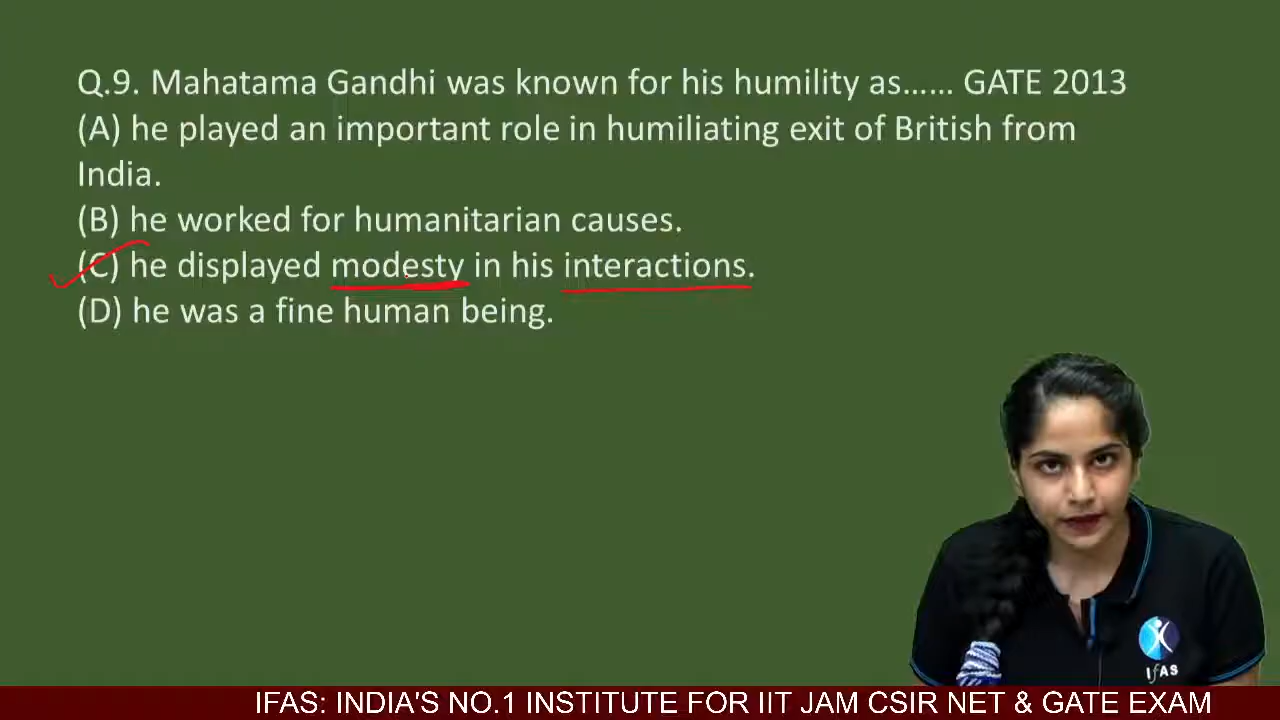 Q.9. Mahatama Gandhi was known for his humility as...... GATE 2013
(A) he played an important role in humiliating exit of British from
India.
(B) he worked for humanitarian causes.
(C) he displayed modesty in his interactions.
(D) he was a fine human being.
IFAS
IFAS: INDIA'S NO.1 INSTITUTE FOR IIT JAM CSIR NET & GATE EXAM